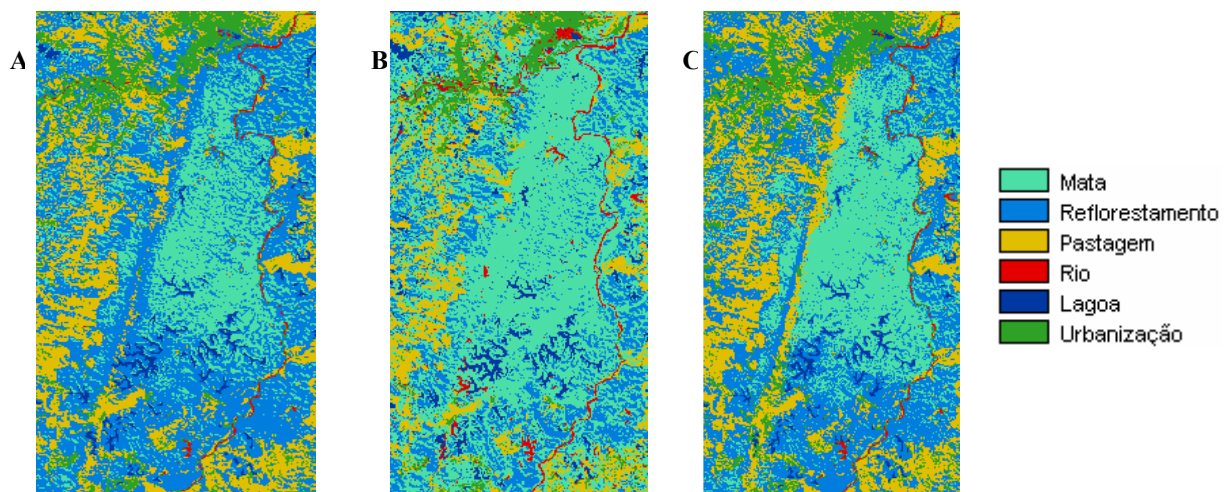 A
B
C
Mata
Reflorestamento
Pastagem
Rio
Lagoa
Urbanização